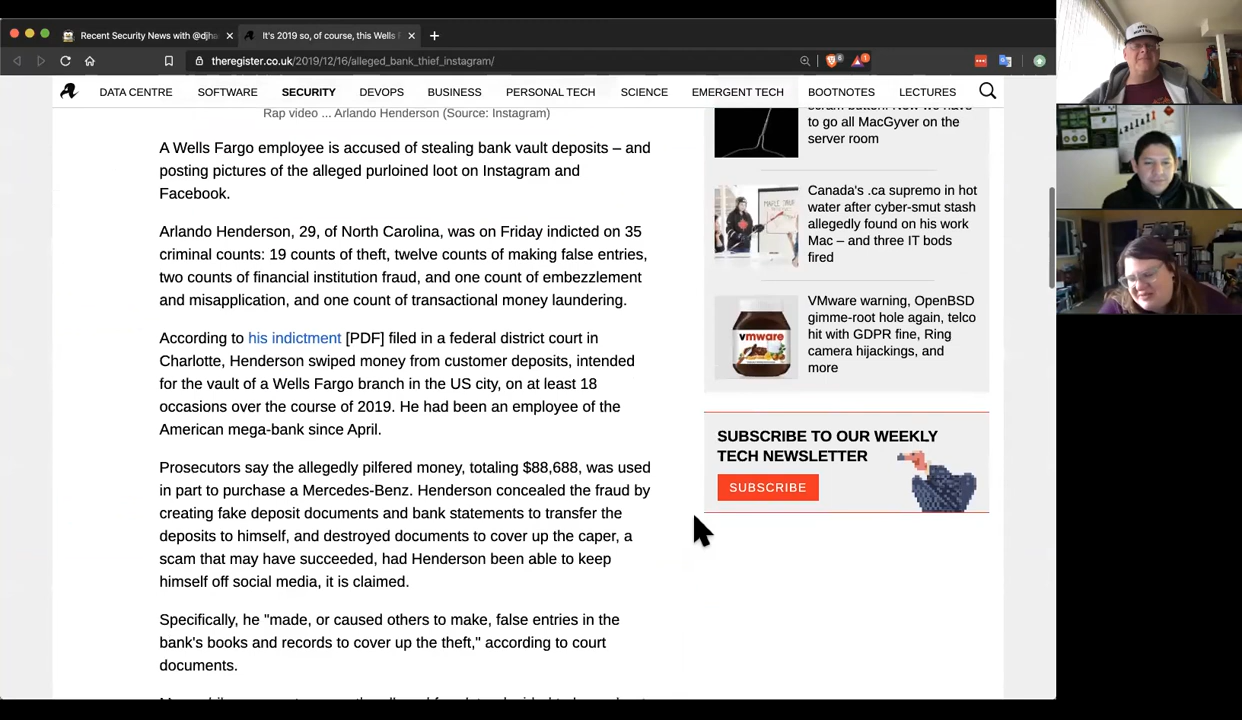 Recent Security News with @djha
It's 2019 so, of course, this Wells F
theregister.co.uk/2019/12/16/alleged_bank_thief_instagram/
6
1
DATA CENTRE SOFTWARE SECURITY DEVOPS BUSINESS PERSONAL TECH SCIENCE EMERGENT TECH BOOTNOTES LECTURES
Rap video ... Arlando Henderson (Source: Instagram)
A Wells Fargo employee is accused of stealing bank vault deposits – and
posting pictures of the alleged purloined loot on Instagram and
Facebook.
Arlando Henderson, 29, of North Carolina, was on Friday indicted on 35
criminal counts: 19 counts of theft, twelve counts of making false entries,
two counts of financial institution fraud, and one count of embezzlement
and misapplication, and one count of transactional money laundering.
According to his indictment [PDF] filed in a federal district court in
Charlotte, Henderson swiped money from customer deposits, intended
for the vault of a Wells Fargo branch in the US city, on at least 18
occasions over the course of 2019. He had been an employee of the
American mega-bank since April.
Prosecutors say the allegedly pilfered money, totaling $88,688, was used
in part to purchase a Mercedes-Benz. Henderson concealed the fraud by
creating fake deposit documents and bank statements to transfer the
deposits to himself, and destroyed documents to cover up the caper, a
scam that may have succeeded, had Henderson been able to keep
himself off social media, it is claimed.
Specifically, he "made, or caused others to make, false entries in the
bank's books and records to cover up the theft," according to court
documents.
scram button. Now we have
to go all MacGyver on the
server room
Canada's .ca supremo in hot
water after cyber-smut stash
allegedly found on his work
Mac – and three IT bods
fired
vmware
VMware warning, OpenBSD
gimme-root hole again, telco
hit with GDPR fine, Ring
camera hijackings, and
more
SUBSCRIBE TO OUR WEEKLY
TECH NEWSLETTER
SUBSCRIBE